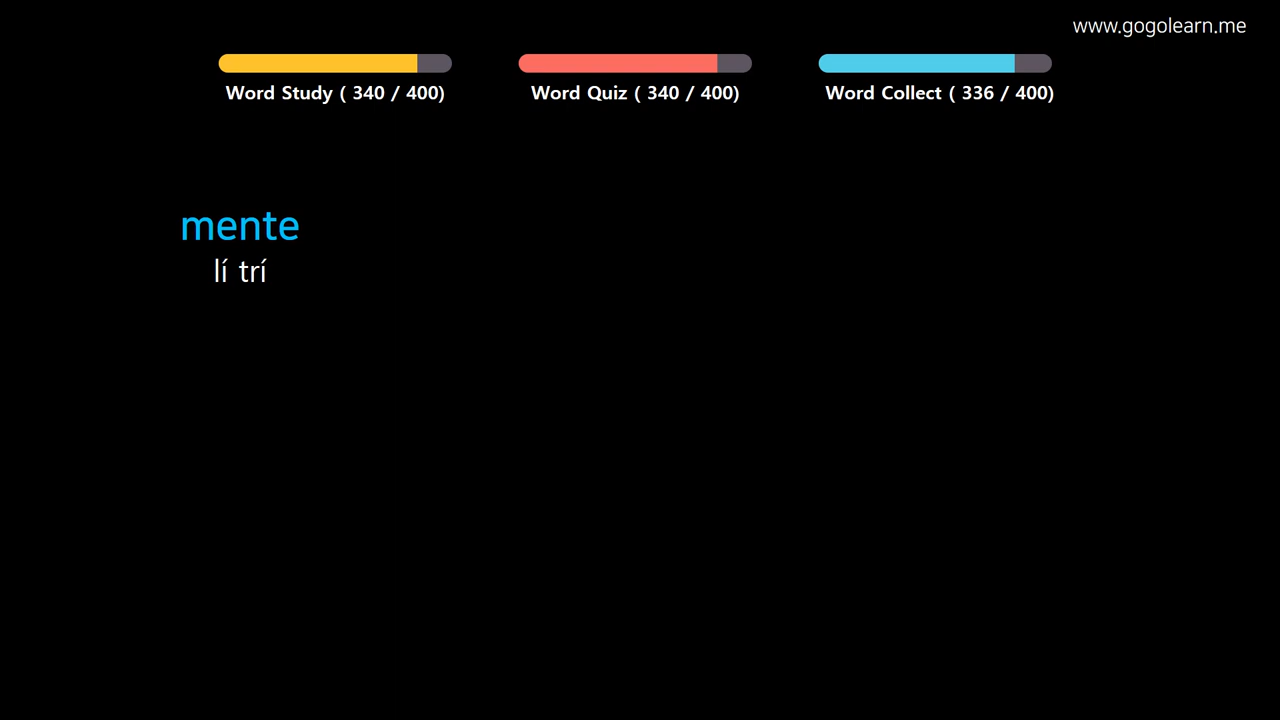 www.gogolearn.me
Word Study ( 340 / 400)
Word Quiz ( 340 / 400)
Word Collect ( 336 / 400)
mente
lí trí